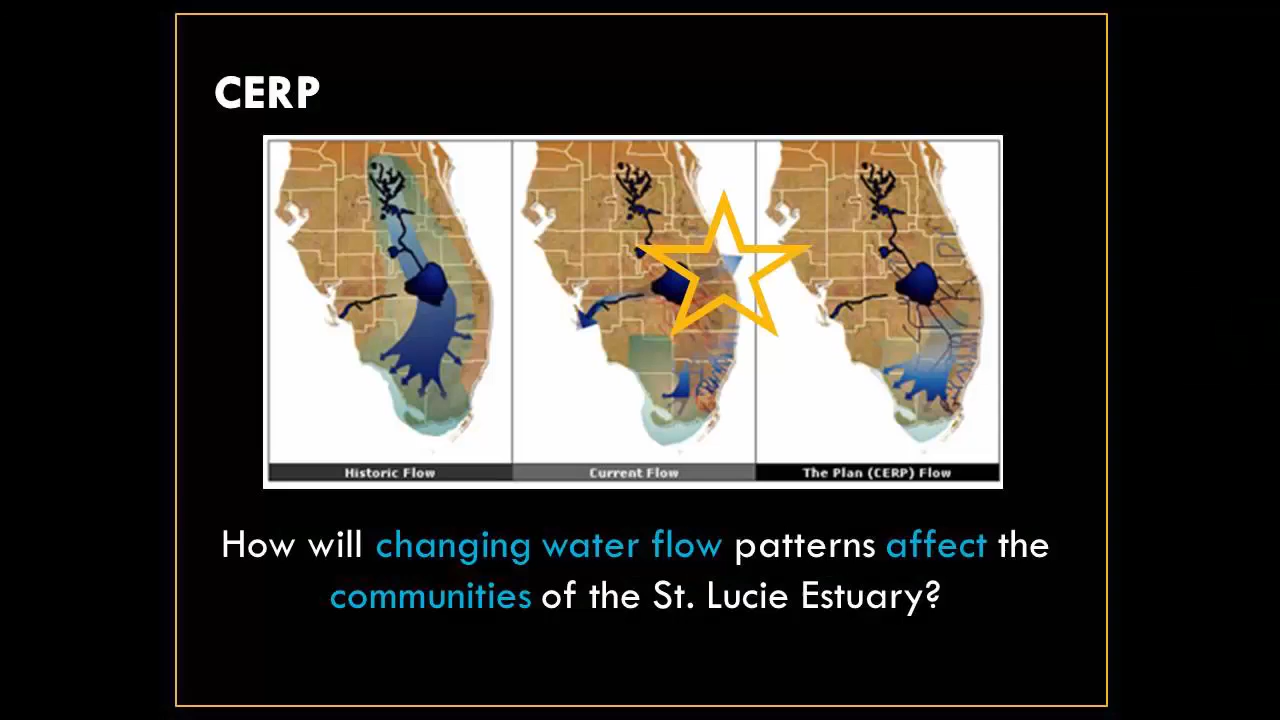 CERP
Historic Flow
Current Flow
The Plan (CERP) Flow
How will changing water flow patterns affect the
communities of the St. Lucie Estuary?